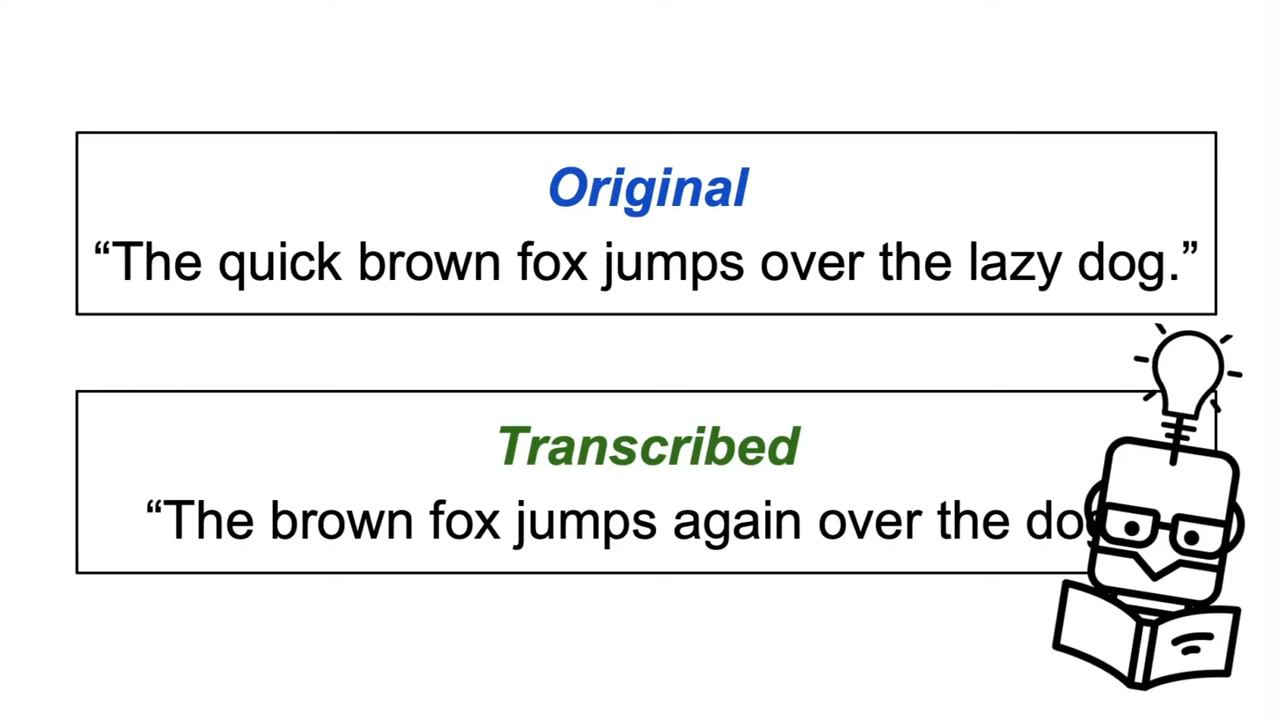 Original
“The quick brown fox jumps over the lazy dog.”
Transcribed
“The brown fox jumps again over the